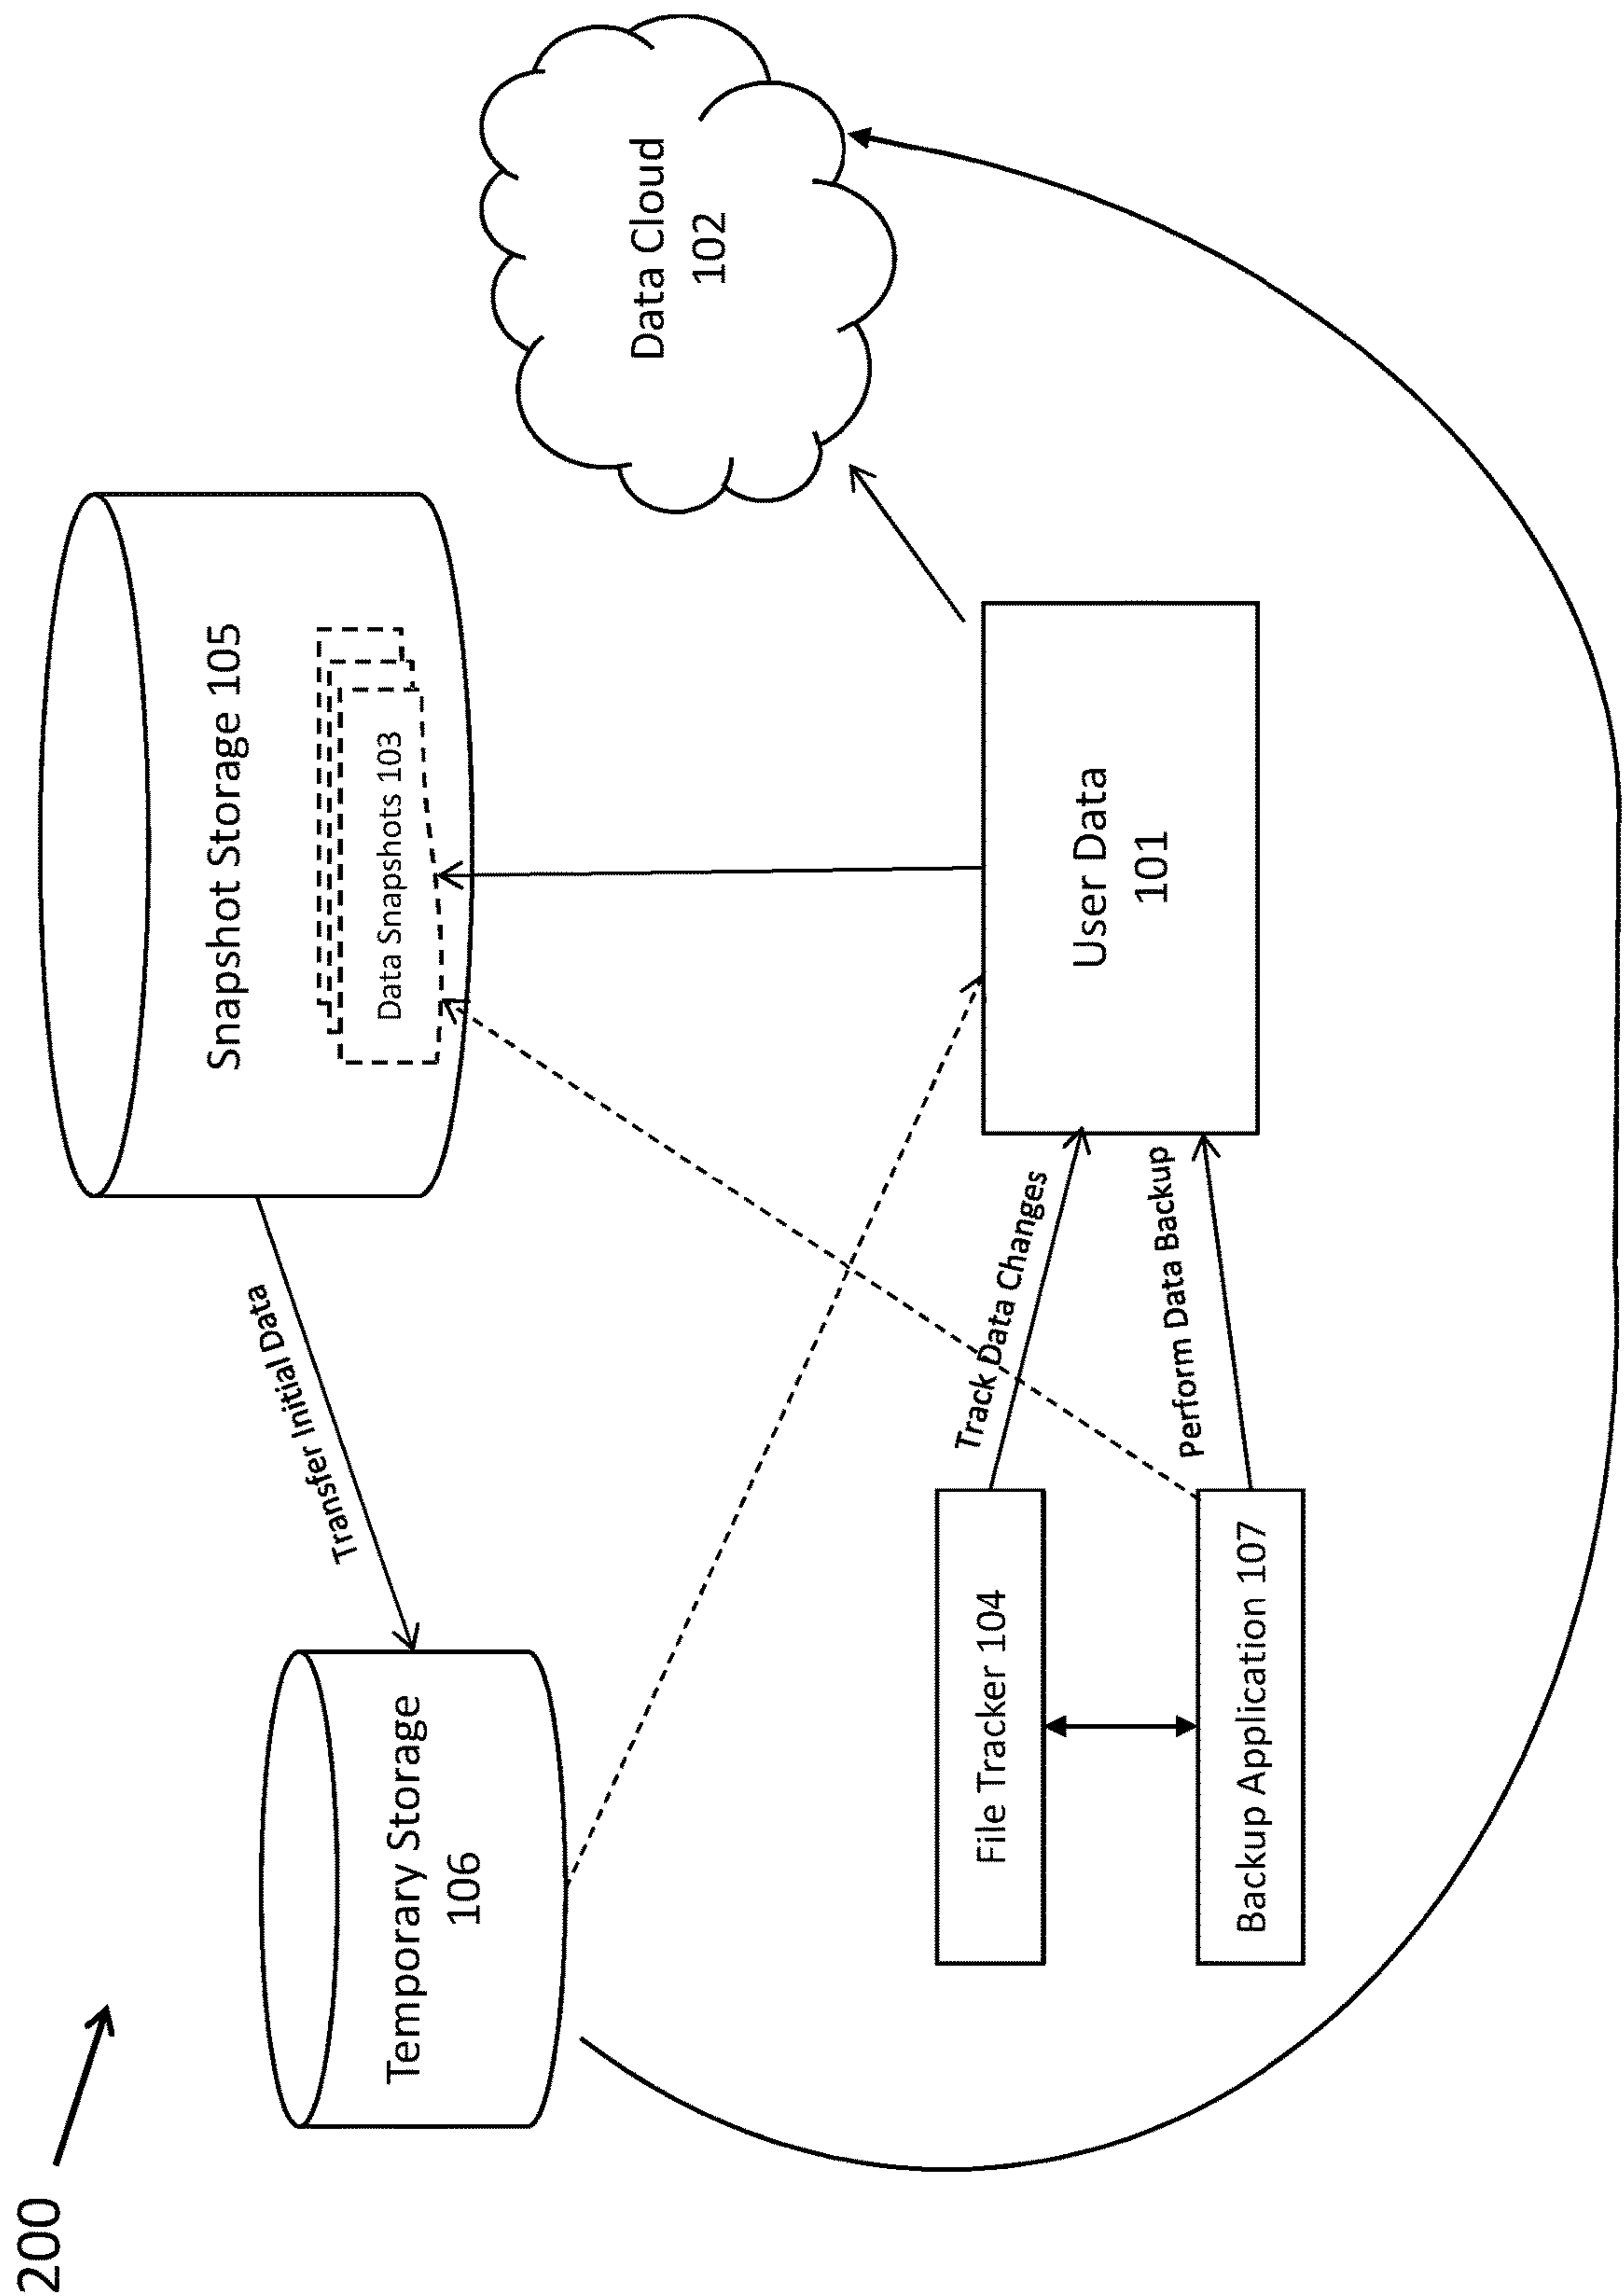 200
Snapshot Storage 105
Data Snapshots 103
Transfer Initial Data
Temporary Storage
106
Data Cloud
102
User Data
101
Track Data Changes
Perform Data Backup
File Tracker 104
Backup Application 107